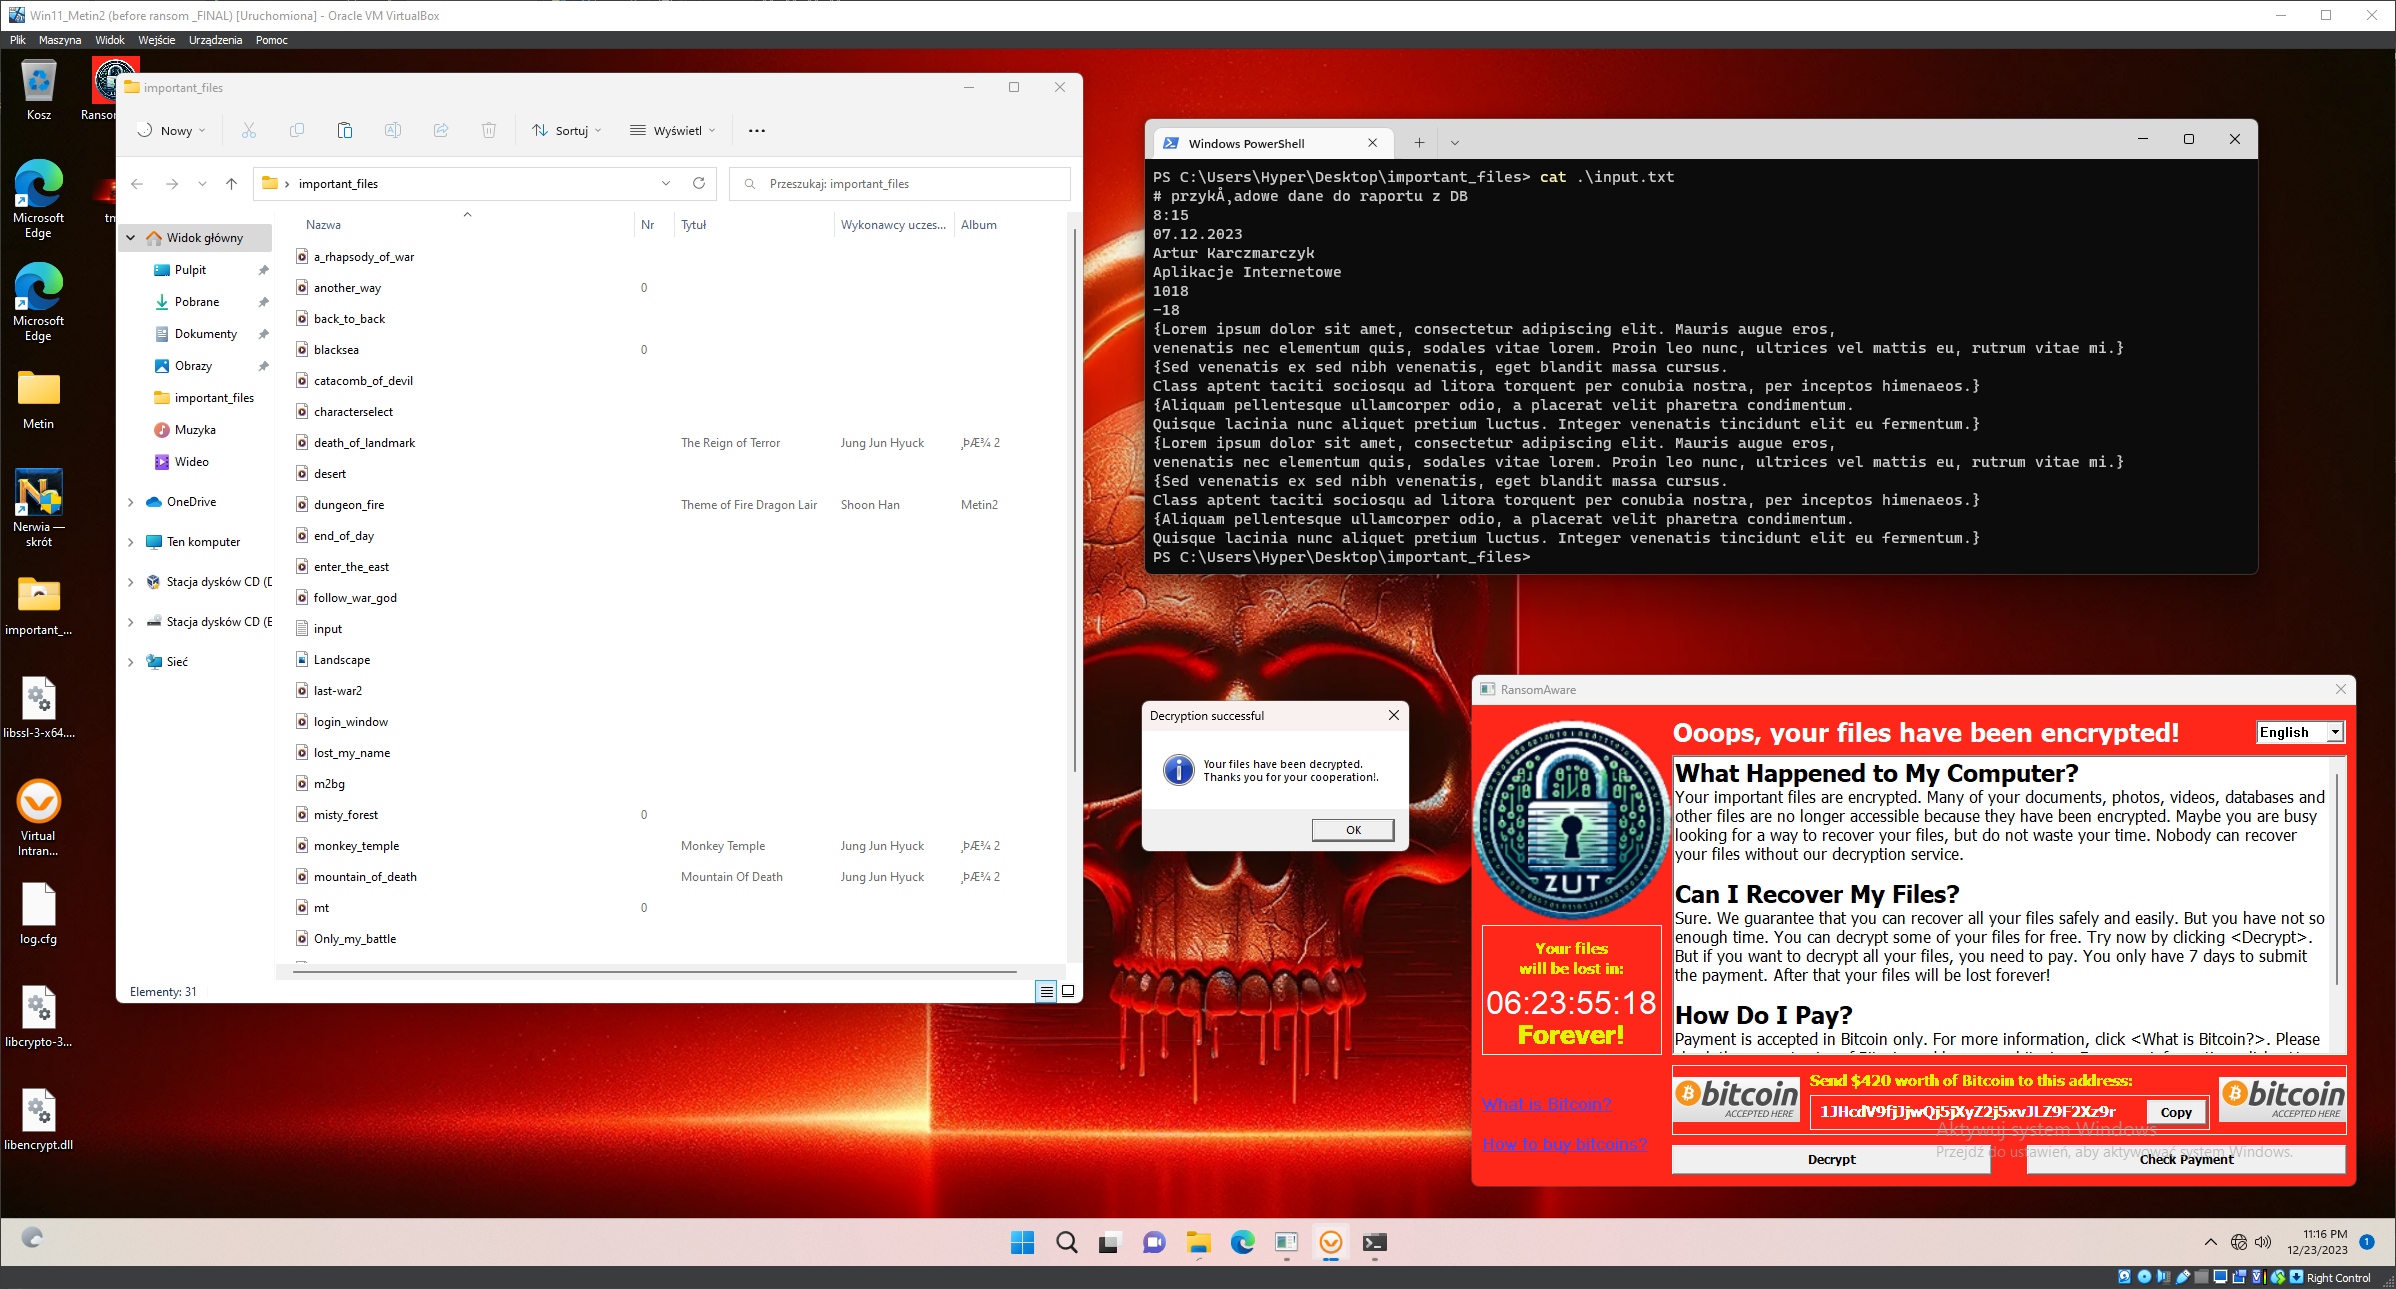 Win11_Metin2 (before ransom _FINAL) [Uruchomiona] - Oracle VM VirtualBox
Plik Maszyna Widok Wejście Urządzenia Pomoc
Kosz
Microsoft
Edge
Microsoft
Edge
Metin
Nerwia —
skrót
important_...
libssl-3-x64....
Virtual
Intran...
log.cfg
libcrypto-3...
libencrypt.dll
important_files
Nowy
Sortuj
Wyświetl
important_files
Przeszukaj: important_files
Widok główny
Pulpit
Pobrane
Dokumenty
Obrazy
important_files
Muzyka
Wideo
OneDrive
Ten komputer
Stacja dysków CD (D
Stacja dysków CD (E
Sieć
Nazwa Nr Tytuł Wykonawcy uczes... Album
a_rhapsody_of_war
another_way 0
back_to_back
blacksea 0
catacomb_of_devil
characterselect
death_of_landmark The Reign of Terror Jung Jun Hyuck ¸ÞÆ¾ 2
desert
dungeon_fire Theme of Fire Dragon Lair Shoon Han Metin2
end_of_day
enter_the_east
follow_war_god
input
Landscape
last-war2
login_window
lost_my_name
m2bg
misty_forest 0
monkey_temple Monkey Temple Jung Jun Hyuck ¸ÞÆ¾ 2
mountain_of_death Mountain Of Death Jung Jun Hyuck ¸ÞÆ¾ 2
mt 0
Only_my_battle
Elementy: 31
Windows PowerShell
PS C:\Users\Hyper\Desktop\important_files> cat .\input.txt
# przykÅ‚adowe dane do raportu z DB
8:15
07.12.2023
Artur Karczmarczyk
Aplikacje Internetowe
1018
-18
{Lorem ipsum dolor sit amet, consectetur adipiscing elit. Mauris augue eros,
venenatis nec elementum quis, sodales vitae lorem. Proin leo nunc, ultrices vel mattis eu, rutrum vitae mi.}
{Sed venenatis ex sed nibh venenatis, eget blandit massa cursus.
Class aptent taciti sociosqu ad litora torquent per conubia nostra, per inceptos himenaeos.}
{Aliquam pellentesque ullamcorper odio, a placerat velit pharetra condimentum.
Quisque lacinia nunc aliquet pretium luctus. Integer venenatis tincidunt elit eu fermentum.}
{Lorem ipsum dolor sit amet, consectetur adipiscing elit. Mauris augue eros,
venenatis nec elementum quis, sodales vitae lorem. Proin leo nunc, ultrices vel mattis eu, rutrum vitae mi.}
{Sed venenatis ex sed nibh venenatis, eget blandit massa cursus.
Class aptent taciti sociosqu ad litora torquent per conubia nostra, per inceptos himenaeos.}
{Aliquam pellentesque ullamcorper odio, a placerat velit pharetra condimentum.
Quisque lacinia nunc aliquet pretium luctus. Integer venenatis tincidunt elit eu fermentum.}
PS C:\Users\Hyper\Desktop\important_files>
Decryption successful
Your files have been decrypted.
Thanks you for your cooperation!.
OK
RansomAware
ZUT
Ooops, your files have been encrypted!
English
What Happened to My Computer?
Your important files are encrypted. Many of your documents, photos, videos, databases and
other files are no longer accessible because they have been encrypted. Maybe you are busy
looking for a way to recover your files, but do not waste your time. Nobody can recover
your files without our decryption service.
Can I Recover My Files?
Sure. We guarantee that you can recover all your files safely and easily. But you have not so
enough time. You can decrypt some of your files for free. Try now by clicking <Decrypt>.
But if you want to decrypt all your files, you need to pay. You only have 7 days to submit
the payment. After that your files will be lost forever!
How Do I Pay?
Payment is accepted in Bitcoin only. For more information, click <What is Bitcoin?>. Please
Your files
will be lost in:
06:23:55:18
Forever!
What is Bitcoin?
How to buy bitcoins?
bitcoin
ACCEPTED HERE
Send $420 worth of Bitcoin to this address:
1JHcdV9fjJjwQj5jXyZ2j5xvJLZ9F2Xz9r
Copy
bitcoin
ACCEPTED HERE
Decrypt
Check Payment
Aktywuj system Windows
Przejdź do ustawień, aby aktywować system Windows.
11:16 PM
12/23/2023
1
Right Control